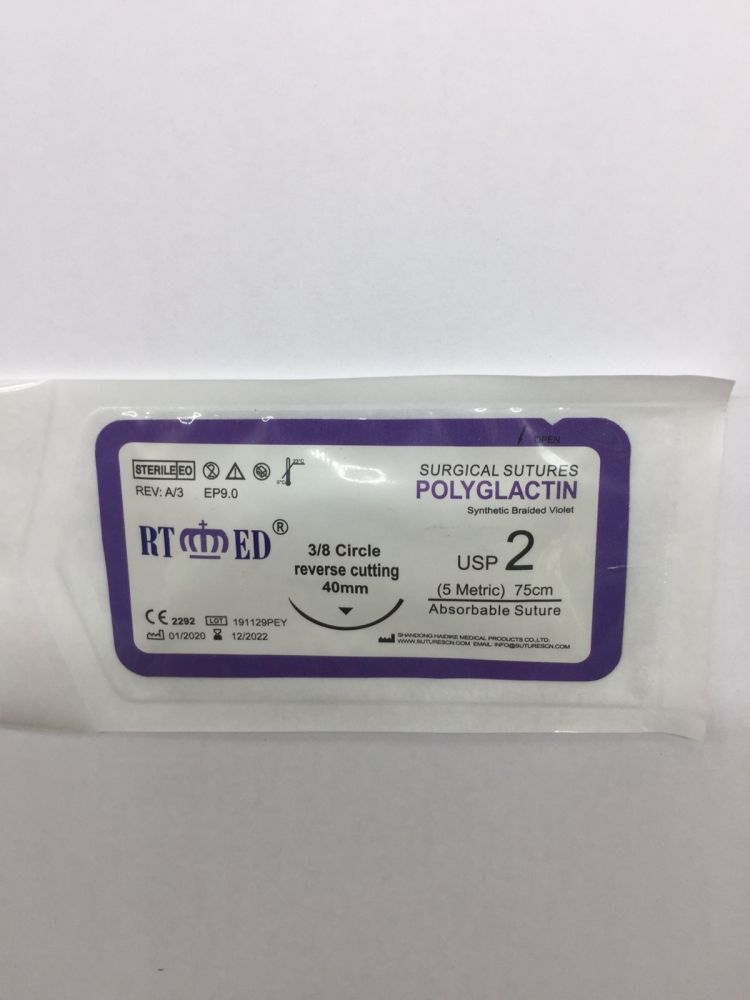 OPEN
STERILE EO
REV: A/3 EP9.0
SURGICAL SUTURES
POLYGLACTIN
Synthetic Braided Violet
RT MED ®
3/8 Circle
reverse cutting
40mm
USP 2
(5 Metric) 75cm
Absorbable Suture
CE 2292 LOT 191129PEY
01/2020 12/2022
SHANDONG HAIDIKE MEDICAL PRODUCTS CO.,LTD.
WWW.SUTURESCN.COM EMAIL: INFO@SUTURESCN.COM